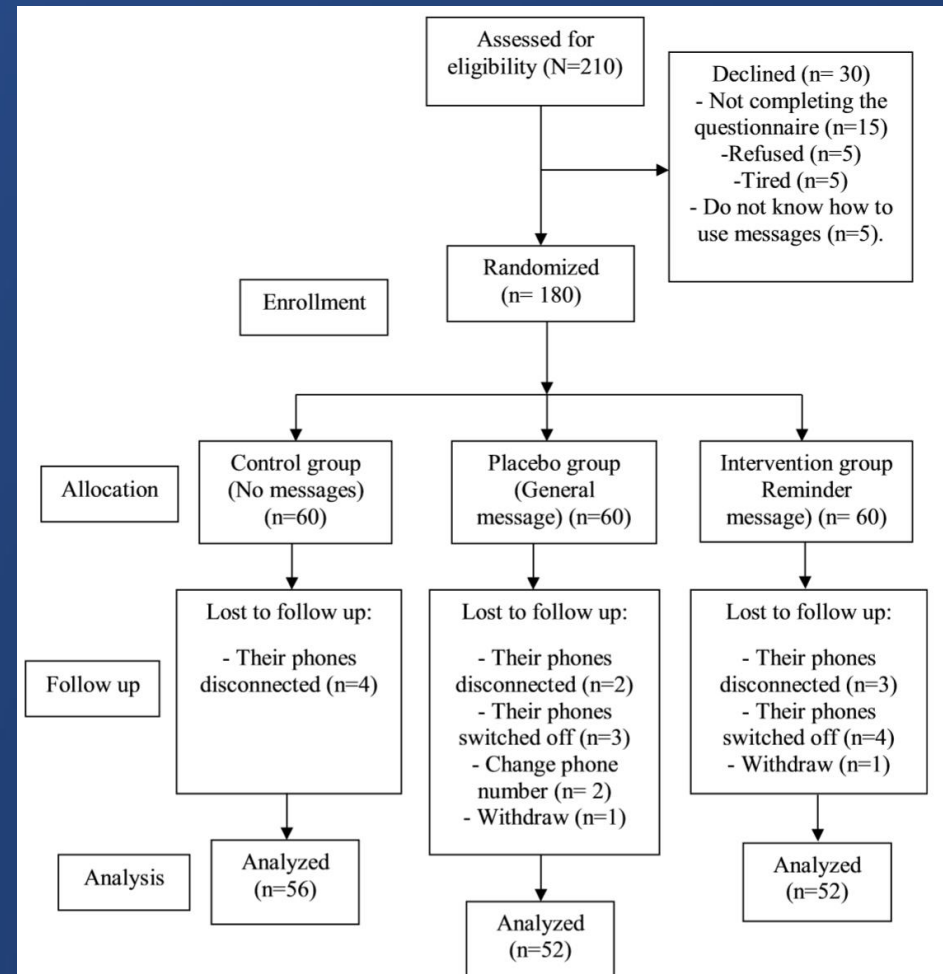 Assessed for
eligibility (N=210)
Declined (n= 30)
- Not completing the
questionnaire (n=15)
-Refused (n=5)
-Tired (n=5)
- Do not know how to
use messages (n=5).
Randomized
(n= 180)
Enrollment
Allocation
Control group
(No messages)
(n=60)
Placebo group
(General
message) (n=60)
Intervention group
Reminder
message) (n= 60)
Follow up
Lost to follow up:
- Their phones
disconnected (n=4)
Lost to follow up:
- Their phones
disconnected (n=2)
- Their phones
switched off (n=3)
- Change phone
number (n= 2)
- Withdraw (n=1)
Lost to follow up:
- Their phones
disconnected (n=3)
- Their phones
switched off (n=4)
- Withdraw (n=1)
Analysis
Analyzed
(n=56)
Analyzed
(n=52)
Analyzed
(n=52)